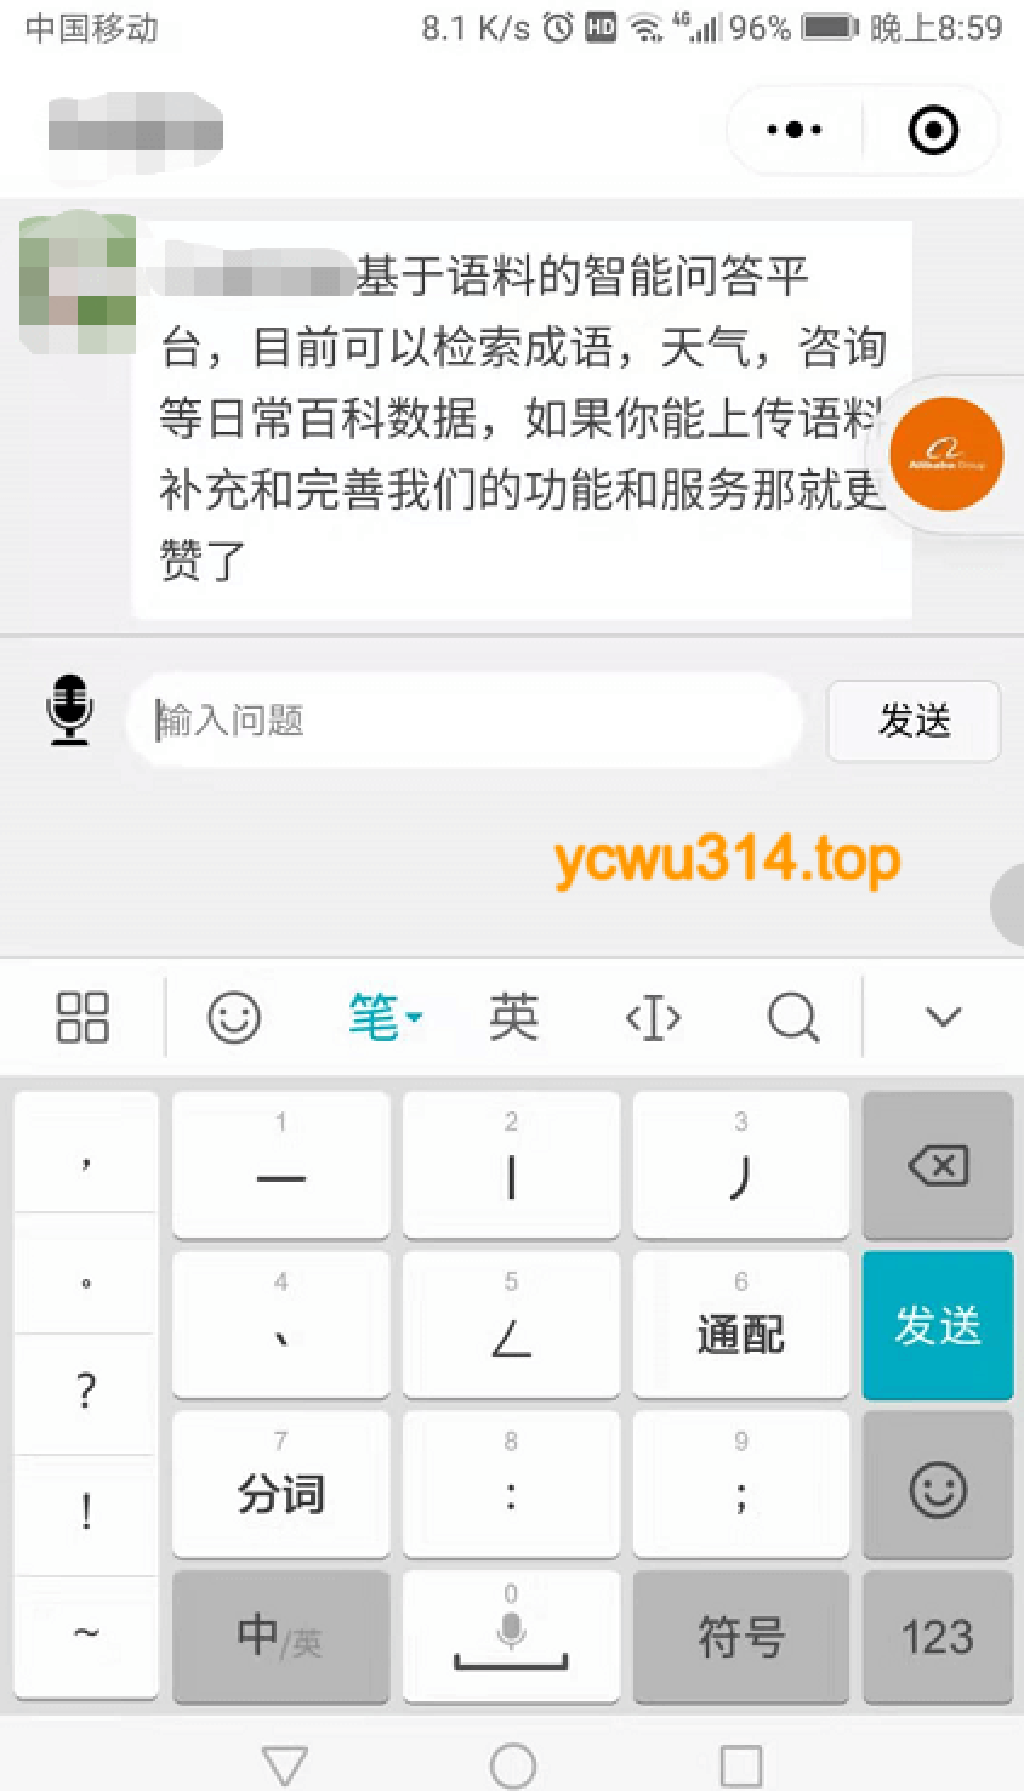 中国移动 8.1 K/s HD 4G 96% 晚上8:59
基于语料的智能问答平
台，目前可以检索成语，天气，咨询
等日常百科数据，如果你能上传语料
补充和完善我们的功能和服务那就更
赞了
Alibaba Group
输入问题 发送
ycwu314.top
笔 英
， 1 一 2 丨 3 丿
。 4 丶 5 ㄥ 6 通配 发送
? 7 分词 8 : 9 ;
!
~ 中/英 0 符号 123